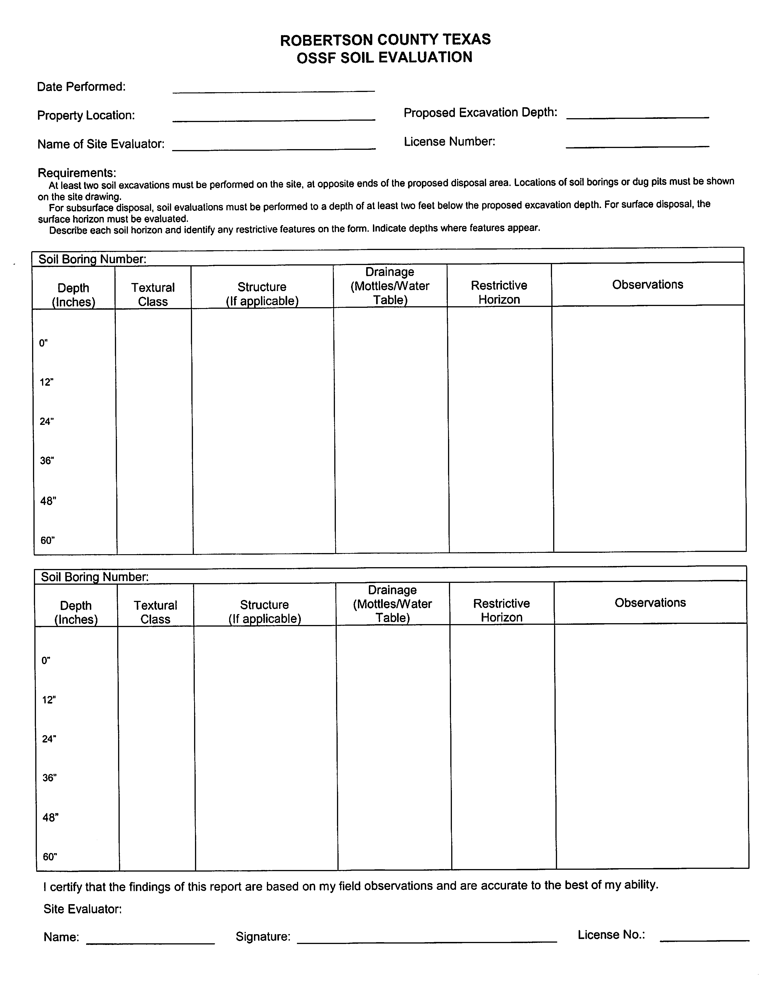 ROBERTSON COUNTY TEXAS
OSSF SOIL EVALUATION
Date Performed:
Property Location:
Proposed Excavation Depth:
Name of Site Evaluator:
License Number:
Requirements:
At least two soil excavations must be performed on the site, at opposite ends of the proposed disposal area. Locations of soil borings or dug pits must be shown
on the site drawing.
For subsurface disposal, soil evaluations must be performed to a depth of at least two feet below the proposed excavation depth. For surface disposal, the
surface horizon must be evaluated.
Describe each soil horizon and identify any restrictive features on the form. Indicate depths where features appear.
Soil Boring Number:
Depth
(Inches)
Textural
Class
Structure
(If applicable)
Drainage
(Mottles/Water
Table)
Restrictive
Horizon
Observations
0"
12"
24"
36"
48"
60"
Soil Boring Number:
Depth
(Inches)
Textural
Class
Structure
(If applicable)
Drainage
(Mottles/Water
Table)
Restrictive
Horizon
Observations
0"
12"
24"
36"
48"
60"
I certify that the findings of this report are based on my field observations and are accurate to the best of my ability.
Site Evaluator:
Name:
Signature:
License No.: